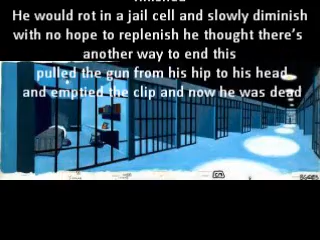 He would rot in a jail cell and slowly diminish
with no hope to replenish he thought there's
another way to end this
pulled the gun from his hip to his head
and emptied the clip and now he was dead